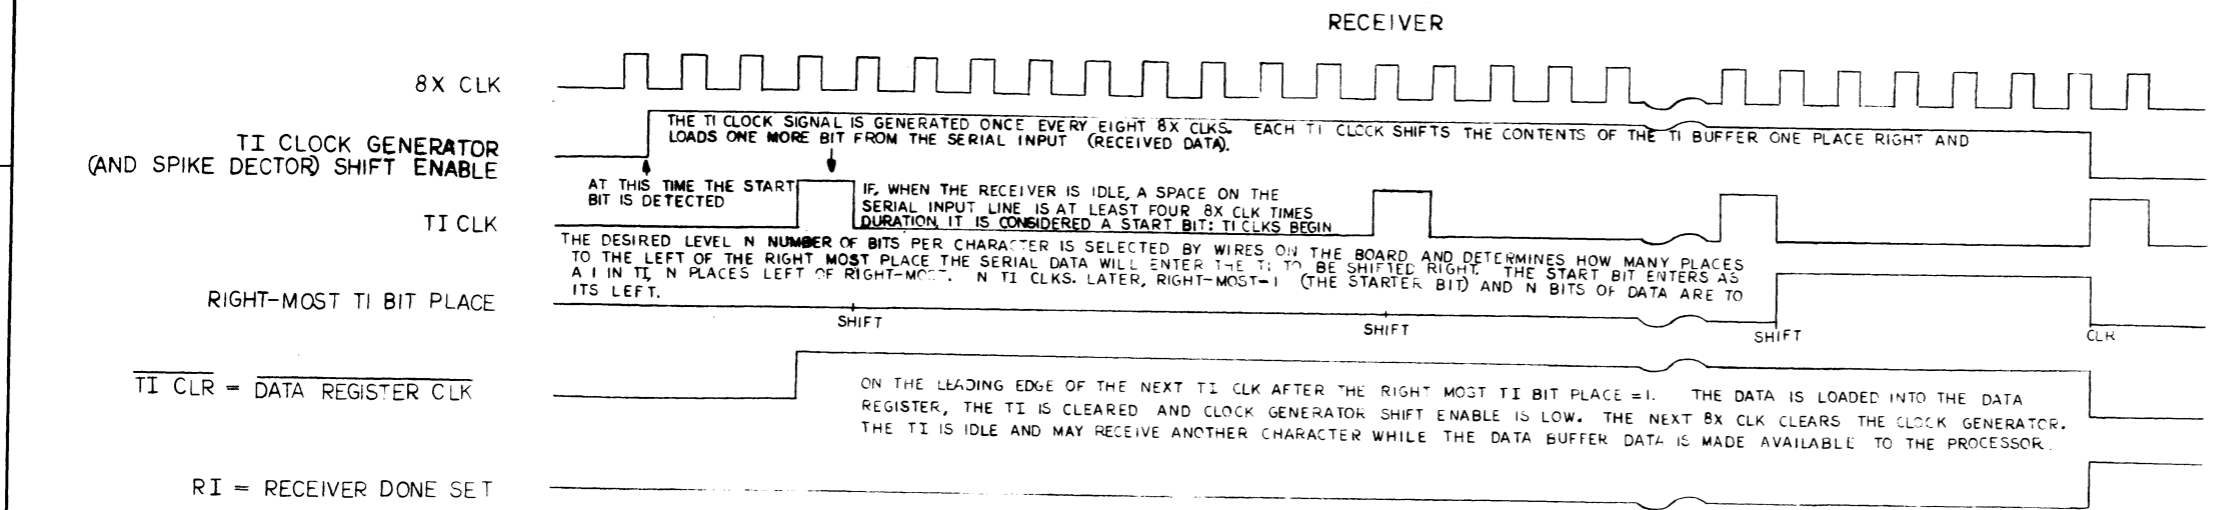 RECEIVER
8X CLK
TI CLOCK GENERATOR
(AND SPIKE DECTOR) SHIFT ENABLE
THE TI CLOCK SIGNAL IS GENERATED ONCE EVERY EIGHT 8X CLKS. EACH TI CLOCK SHIFTS THE CONTENTS OF THE TI BUFFER ONE PLACE RIGHT AND
LOADS ONE MORE BIT FROM THE SERIAL INPUT (RECEIVED DATA).
AT THIS TIME THE START
BIT IS DETECTED
IF, WHEN THE RECEIVER IS IDLE, A SPACE ON THE
SERIAL INPUT LINE IS AT LEAST FOUR 8X CLK TIMES
DURATION, IT IS CONSIDERED A START BIT: TI CLKS BEGIN
TI CLK
THE DESIRED LEVEL N NUMBER OF BITS PER CHARACTER IS SELECTED BY WIRES ON THE BOARD AND DETERMINES HOW MANY PLACES
TO THE LEFT OF THE RIGHT MOST PLACE THE SERIAL DATA WILL ENTER THE TI TO BE SHIFTED RIGHT. THE START BIT ENTERS AS
A 1 IN TI, N PLACES LEFT OF RIGHT-MOST. N TI CLKS. LATER, RIGHT-MOST=1 (THE STARTER BIT) AND N BITS OF DATA ARE TO
ITS LEFT.
RIGHT-MOST TI BIT PLACE
SHIFT
SHIFT
SHIFT
CLR
TI CLR = DATA REGISTER CLK
ON THE LEADING EDGE OF THE NEXT TI CLK AFTER THE RIGHT MOST TI BIT PLACE =1. THE DATA IS LOADED INTO THE DATA
REGISTER, THE TI IS CLEARED AND CLOCK GENERATOR SHIFT ENABLE IS LOW. THE NEXT 8X CLK CLEARS THE CLOCK GENERATOR.
THE TI IS IDLE AND MAY RECEIVE ANOTHER CHARACTER WHILE THE DATA BUFFER DATA IS MADE AVAILABLE TO THE PROCESSOR.
RI = RECEIVER DONE SET